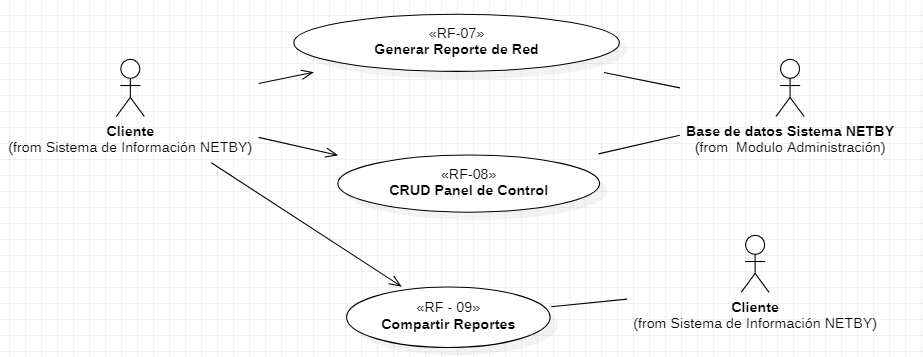 «RF-07»
Generar Reporte de Red
Cliente
(from Sistema de Información NETBY)
Base de datos Sistema NETBY
(from  Modulo Administración)
«RF-08»
CRUD Panel de Control
«RF - 09»
Compartir Reportes
Cliente
(from Sistema de Información NETBY)